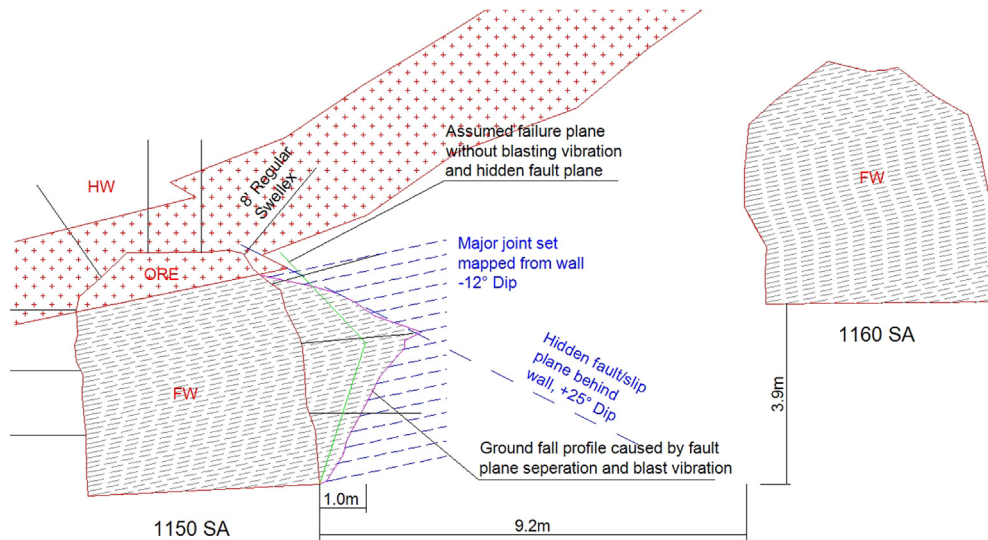 Assumed failure plane
without blasting vibration
and hidden fault plane
HW
8' Regular
Swellex
FW
ORE
Major joint set
mapped from wall
-12° Dip
1160 SA
Hidden fault/slip
plane behind
wall, +25° Dip
FW
3.9m
Ground fall profile caused by fault
plane seperation and blast vibration
1.0m
1150 SA
9.2m